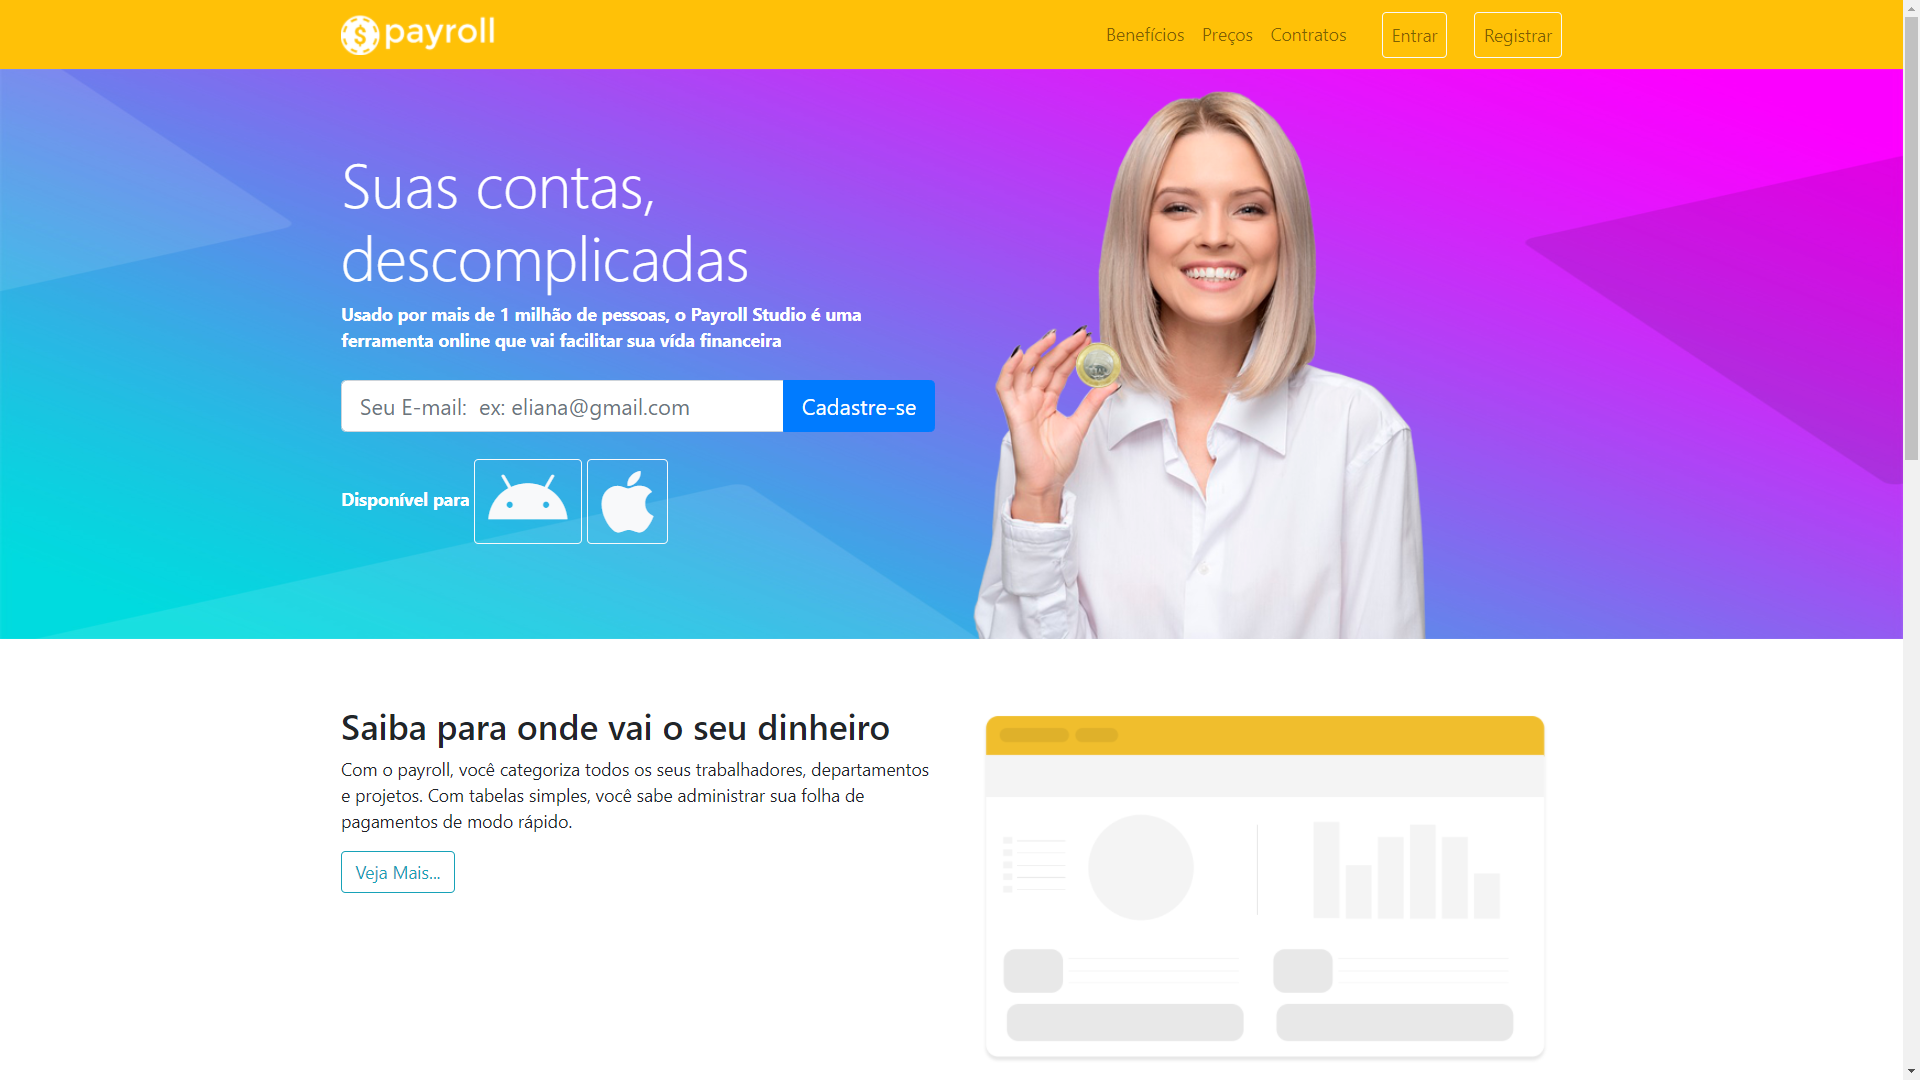 payroll
Benefícios Preços Contratos Entrar Registrar
Suas contas,
descomplicadas
Usado por mais de 1 milhão de pessoas, o Payroll Studio é uma
ferramenta online que vai facilitar sua vída financeira
Seu E-mail: ex: eliana@gmail.com Cadastre-se
Disponível para
Saiba para onde vai o seu dinheiro
Com o payroll, você categoriza todos os seus trabalhadores, departamentos
e projetos. Com tabelas simples, você sabe administrar sua folha de
pagamentos de modo rápido.
Veja Mais...